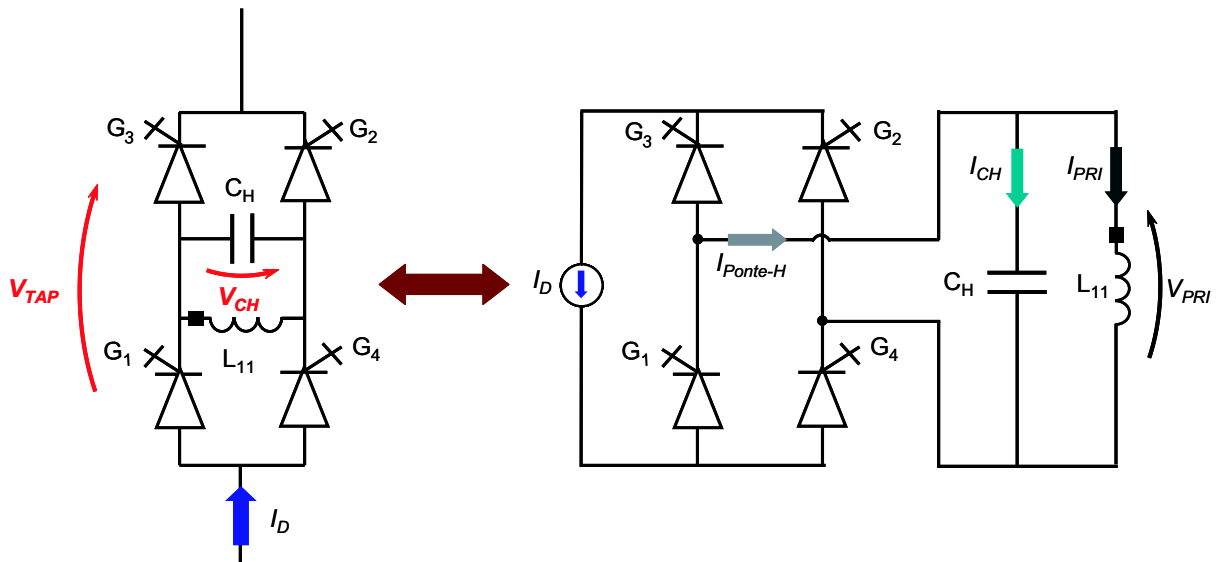 G3
G2
CH
VTAP
VCH
G1
L11
G4
ID
G3
G2
ICH
IPRI
IPonte-H
ID
CH
L11
VPRI
G1
G4